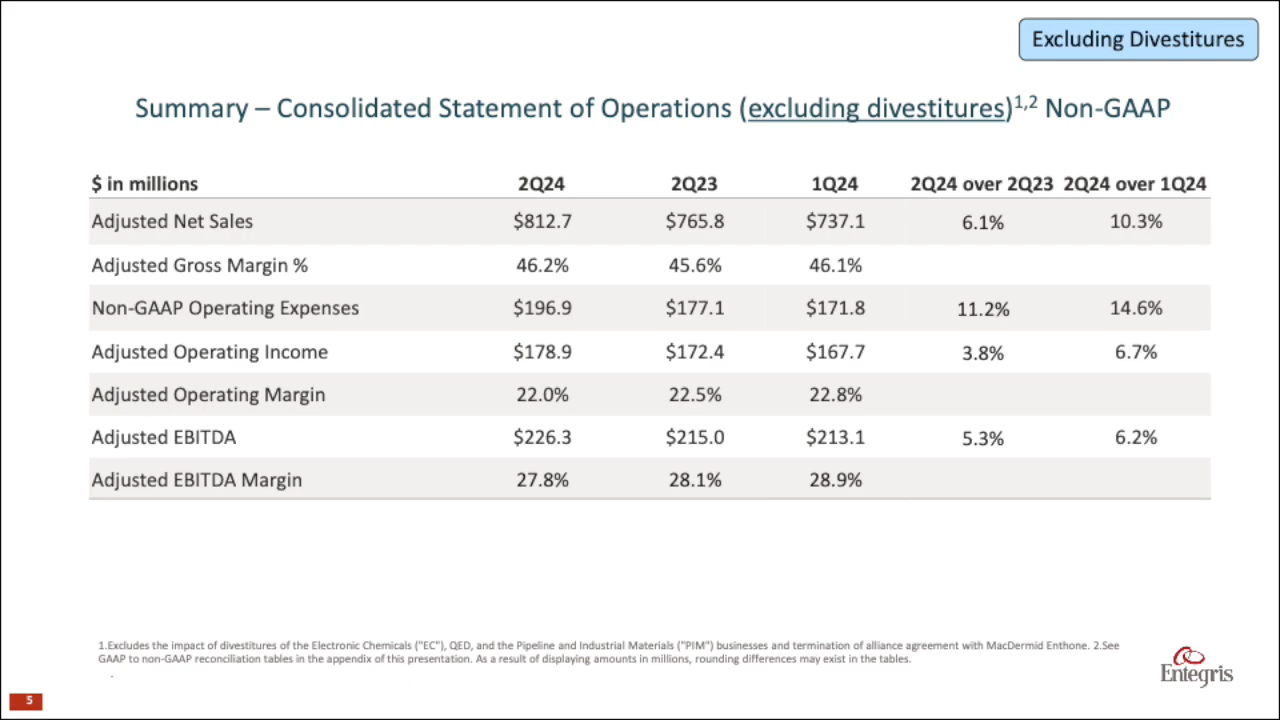 Excluding Divestitures
Summary – Consolidated Statement of Operations (excluding divestitures)1,2 Non-GAAP
$ in millions 2Q24 2Q23 1Q24 2Q24 over 2Q23 2Q24 over 1Q24
Adjusted Net Sales $812.7 $765.8 $737.1 6.1% 10.3%
Adjusted Gross Margin % 46.2% 45.6% 46.1%
Non-GAAP Operating Expenses $196.9 $177.1 $171.8 11.2% 14.6%
Adjusted Operating Income $178.9 $172.4 $167.7 3.8% 6.7%
Adjusted Operating Margin 22.0% 22.5% 22.8%
Adjusted EBITDA $226.3 $215.0 $213.1 5.3% 6.2%
Adjusted EBITDA Margin 27.8% 28.1% 28.9%
1.Excludes the impact of divestitures of the Electronic Chemicals ("EC"), QED, and the Pipeline and Industrial Materials ("PIM") businesses and termination of alliance agreement with MacDermid Enthone. 2.See
GAAP to non-GAAP reconciliation tables in the appendix of this presentation. As a result of displaying amounts in millions, rounding differences may exist in the tables.
.
Entegris
5